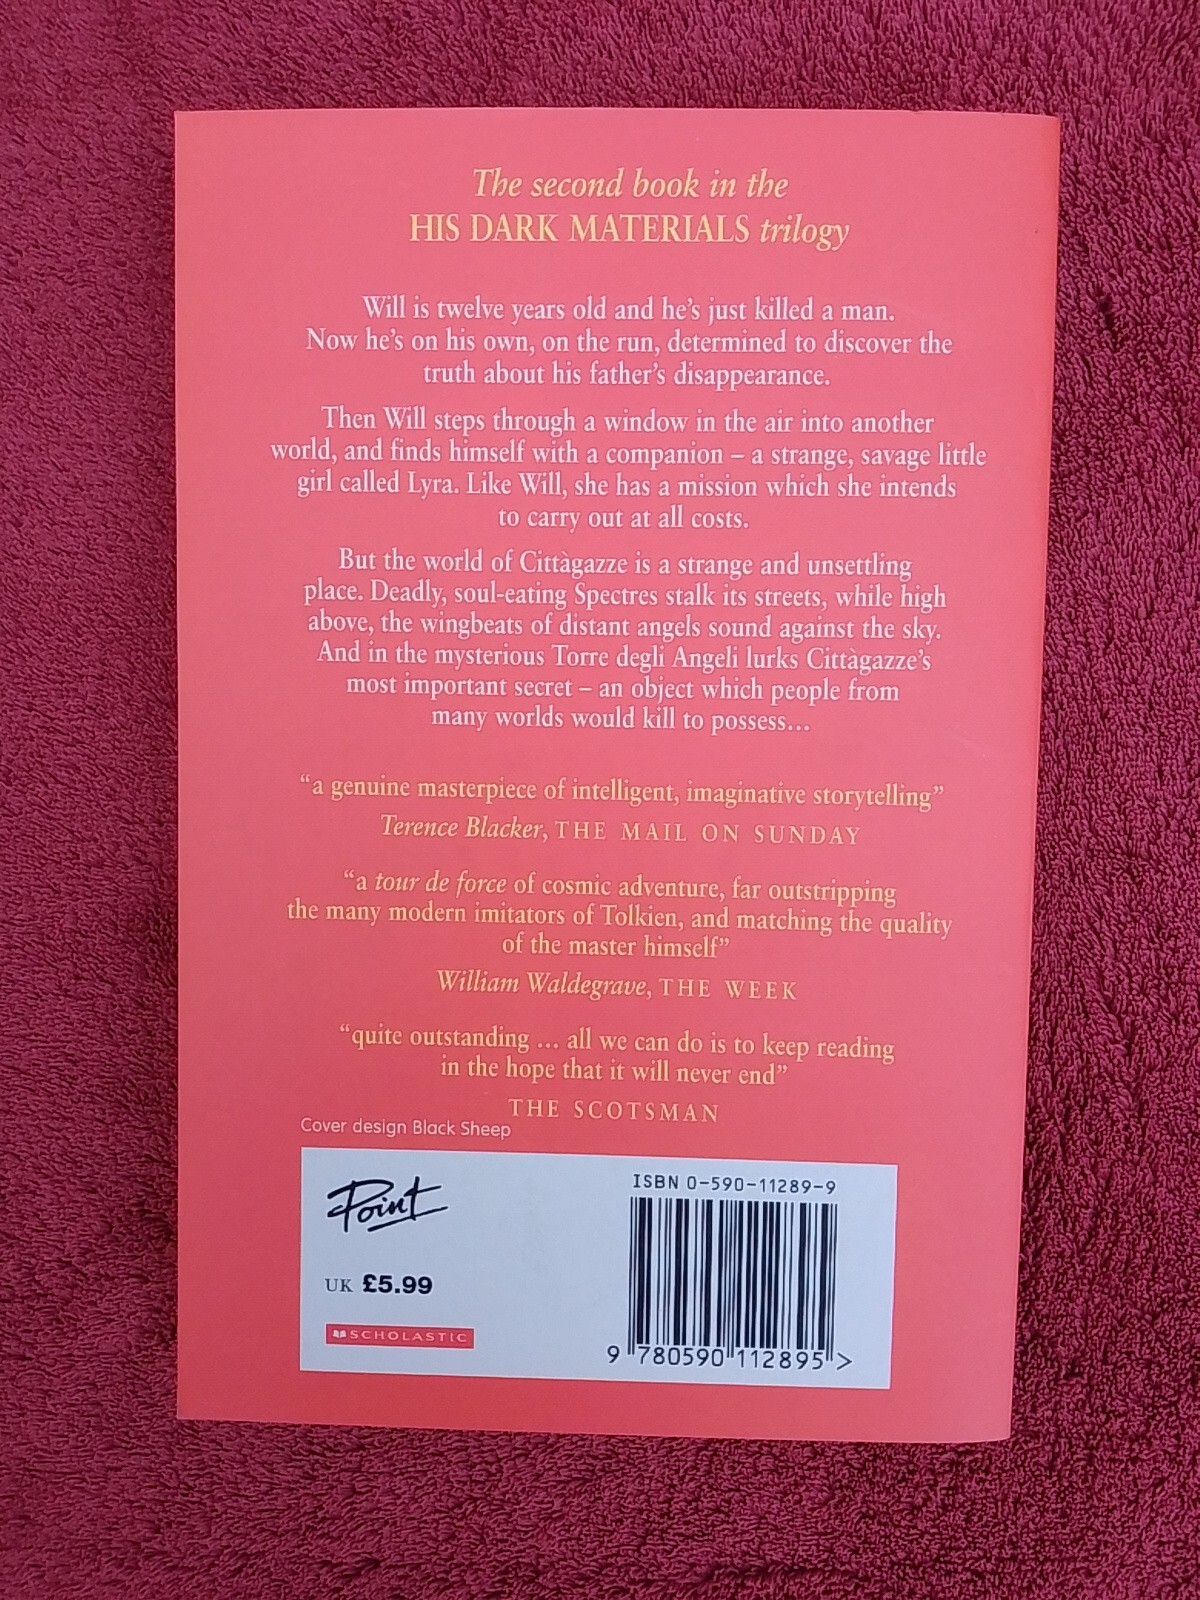 The second book in the
HIS DARK MATERIALS trilogy
Will is twelve years old and he's just killed a man.
Now he's on his own, on the run, determined to discover the
truth about his father's disappearance.
Then Will steps through a window in the air into another
world, and finds himself with a companion – a strange, savage little
girl called Lyra. Like Will, she has a mission which she intends
to carry out at all costs.
But the world of Cittàgazze is a strange and unsettling
place. Deadly, soul-eating Spectres stalk its streets, while high
above, the wingbeats of distant angels sound against the sky.
And in the mysterious Torre degli Angeli lurks Cittàgazze's
most important secret – an object which people from
many worlds would kill to possess...
“a genuine masterpiece of intelligent, imaginative storytelling”
Terence Blacker, THE MAIL ON SUNDAY
“a tour de force of cosmic adventure, far outstripping
the many modern imitators of Tolkien, and matching the quality
of the master himself”
William Waldegrave, THE WEEK
“quite outstanding ... all we can do is to keep reading
in the hope that it will never end”
THE SCOTSMAN
Cover design Black Sheep
Point
UK £5.99
SCHOLASTIC
ISBN 0-590-11289-9
9 780590 112895 >